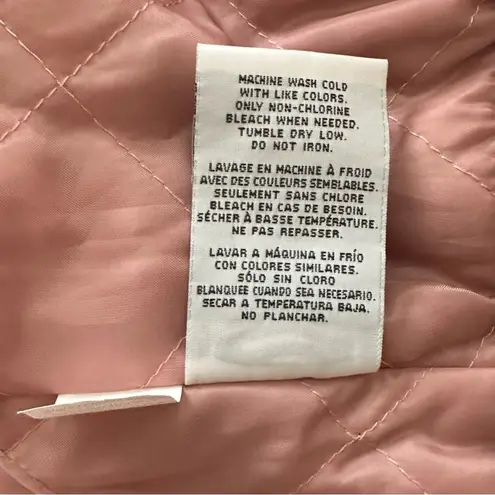 MACHINE WASH COLD
WITH LIKE COLORS.
ONLY NON-CHLORINE
BLEACH WHEN NEEDED.
TUMBLE DRY LOW.
DO NOT IRON.
LAVAGE EN MACHINE À FROID
AVEC DES COULEURS SEMBLABLES.
SEULEMENT SANS CHLORE
BLEACH EN CAS DE BESOIN.
SÉCHER À BASSE TEMPÉRATURE.
NE PAS REPASSER.
LAVAR A MÁQUINA EN FRÍO
CON COLORES SIMILARES.
SÓLO SIN CLORO
BLANQUEE CUANDO SEA NECESARIO.
SECAR A TEMPERATURA BAJA.
NO PLANCHAR.